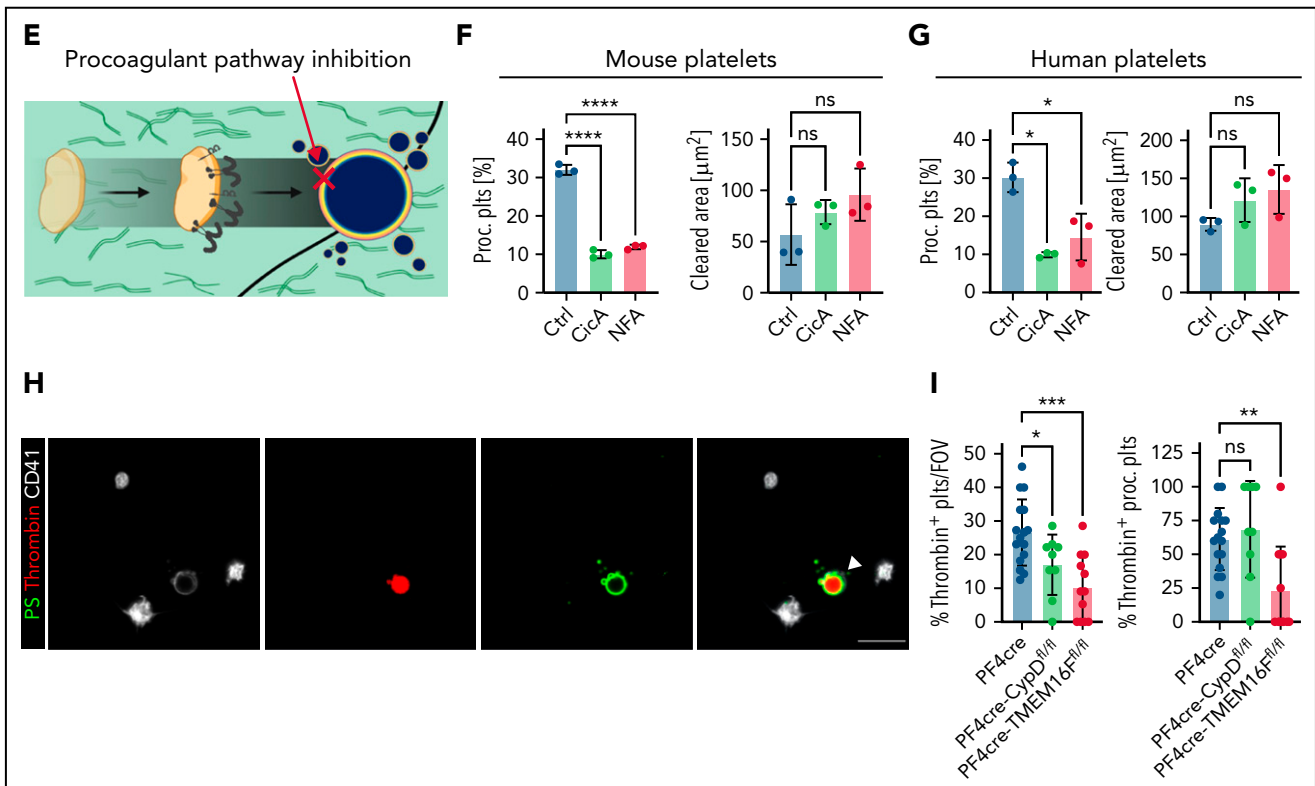 E
Procoagulant pathway inhibition
F
Mouse platelets
Proc. plts [%]
40
30
20
10
0
****
****
Ctrl
CicA
NFA
Cleared area [μm²]
150
100
50
0
ns
ns
Ctrl
CicA
NFA
G
Human platelets
Proc. plts [%]
40
30
20
10
0
*
*
Ctrl
CicA
NFA
Cleared area [μm²]
200
150
100
50
0
ns
ns
Ctrl
CicA
NFA
H
PS Thrombin CD41
I
% Thrombin⁺ plts/FOV
50
40
30
20
10
0
***
*
PF4cre
PF4cre-CypD^fl/fl
PF4cre-TMEM16F^fl/fl
% Thrombin⁺ proc. plts
125
100
75
50
25
0
**
ns
PF4cre
PF4cre-CypD^fl/fl
PF4cre-TMEM16F^fl/fl